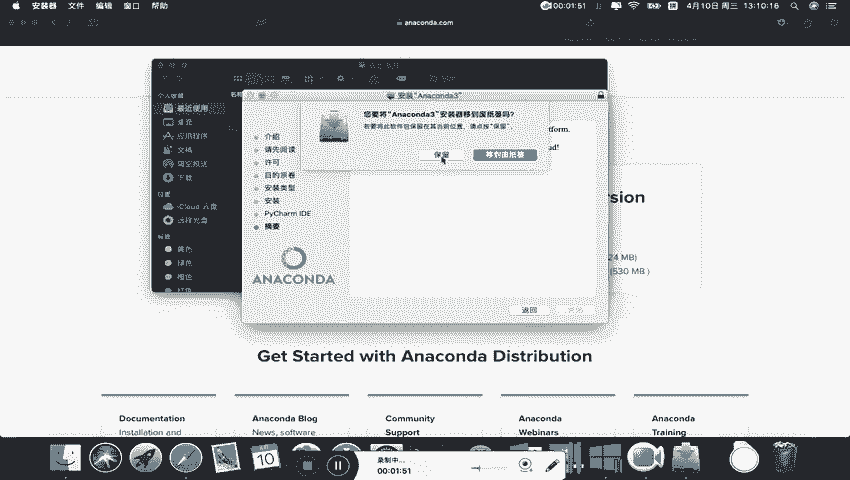 安装器 文件 编辑 窗口 帮助
00:01:51
4月10日 周三 13:10:16
anaconda.com
个人收藏
最近使用
应用程序
文稿
下载
位置
iCloud 云盘
远程光盘
标签
黄色
绿色
橙色
红色
安装“Anaconda3”
介绍
请先阅读
许可
目的宗卷
安装类型
安装
PyCharm IDE
摘要
ANACONDA
您要将“Anaconda3”安装器移到废纸篓吗?
若要将此软件包保留在其当前位置,请点按“保留”。
保留
移到废纸篓
tform.
ad!
返回
rsion
24 MB)
(530 MB )
Get Started with Anaconda Distribution
Documentation
Installation and
Anaconda Blog
News, software
Community
Support
Anaconda
Webinars
Anaconda
Training
10
录制中...
00:01:51